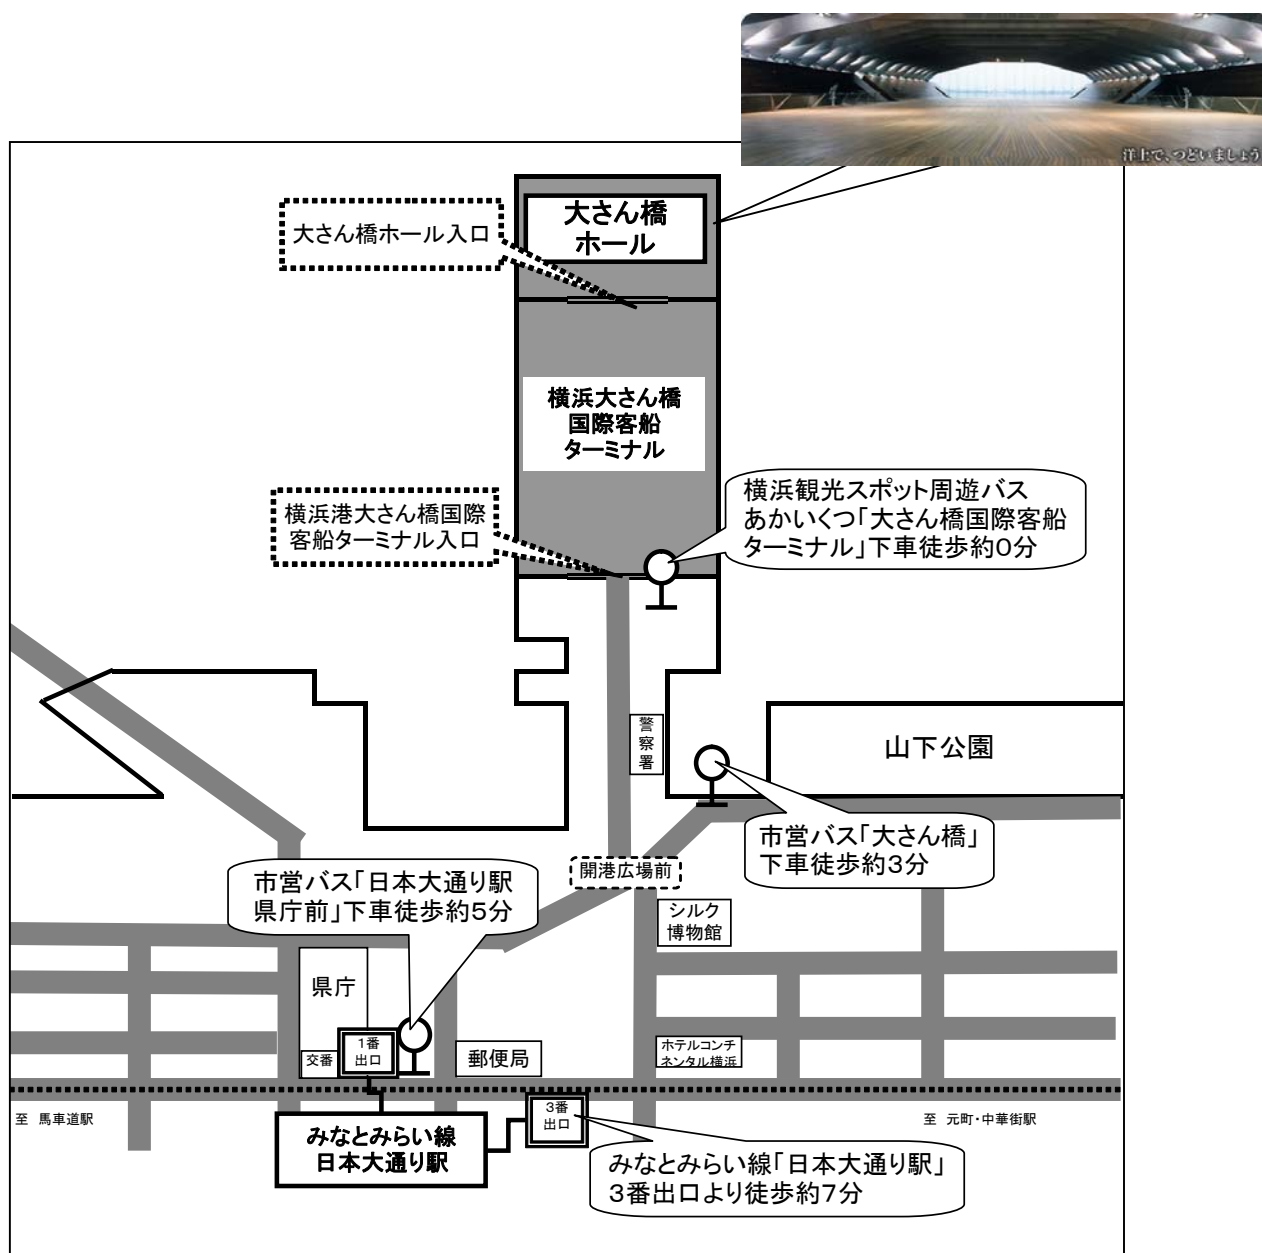 洋上で、つどいましょう
大さん橋
ホール
大さん橋ホール入口
横浜大さん橋
国際客船
ターミナル
横浜観光スポット周遊バス
あかいくつ「大さん橋国際客船
ターミナル」下車徒歩約0分
横浜港大さん橋国際
客船ターミナル入口
警
察
署
山下公園
市営バス「大さん橋」
下車徒歩約3分
開港広場前
市営バス「日本大通り駅
県庁前」下車徒歩約5分
シルク
博物館
県庁
1番
出口
交番
郵便局
ホテルコンチ
ネンタル横浜
至 馬車道駅
3番
出口
至 元町・中華街駅
みなとみらい線
日本大通り駅
みなとみらい線「日本大通り駅」
3番出口より徒歩約7分